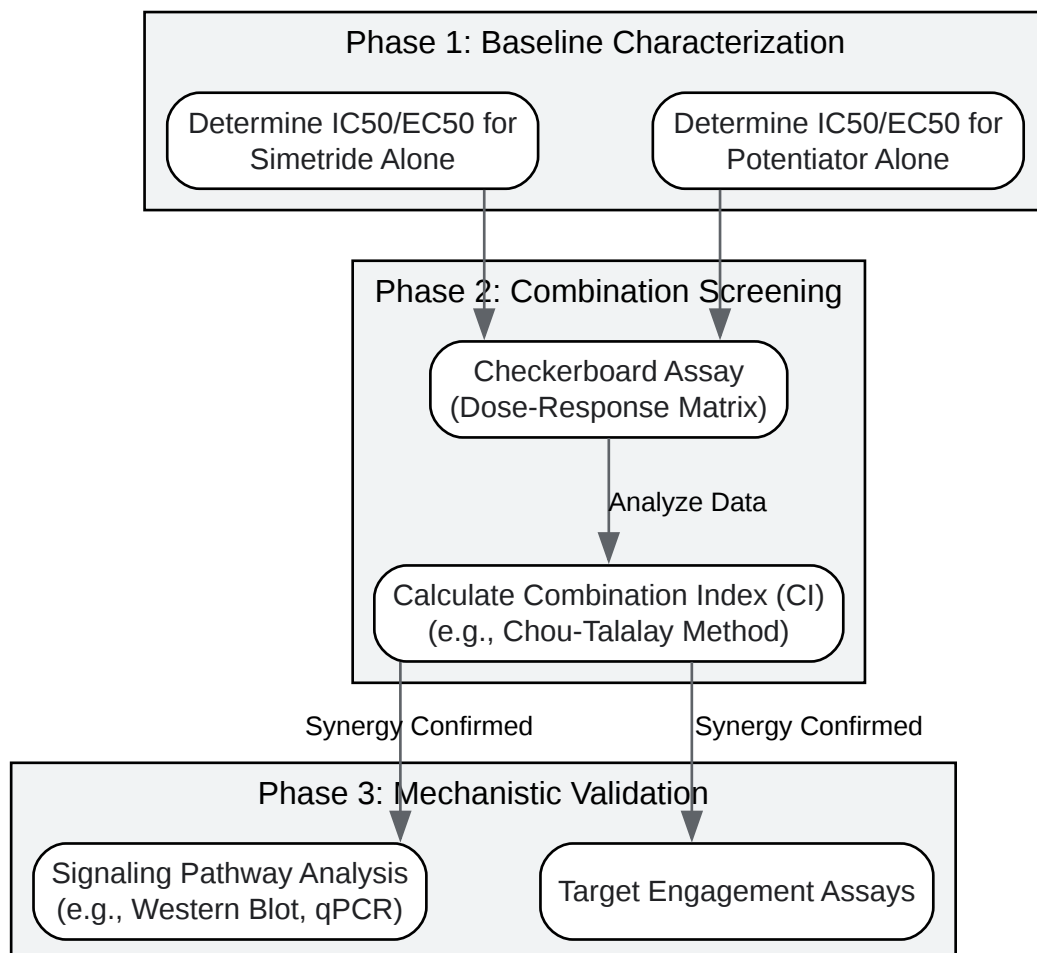 Phase 1: Baseline Characterization
Determine IC50/EC50 for
Simetride Alone
Determine IC50/EC50 for
Potentiator Alone
Phase 2: Combination Screening
Checkerboard Assay
(Dose-Response Matrix)
Analyze Data
Calculate Combination Index (CI)
(e.g., Chou-Talalay Method)
Synergy Confirmed
Synergy Confirmed
Phase 3: Mechanistic Validation
Signaling Pathway Analysis
(e.g., Western Blot, qPCR)
Target Engagement Assays